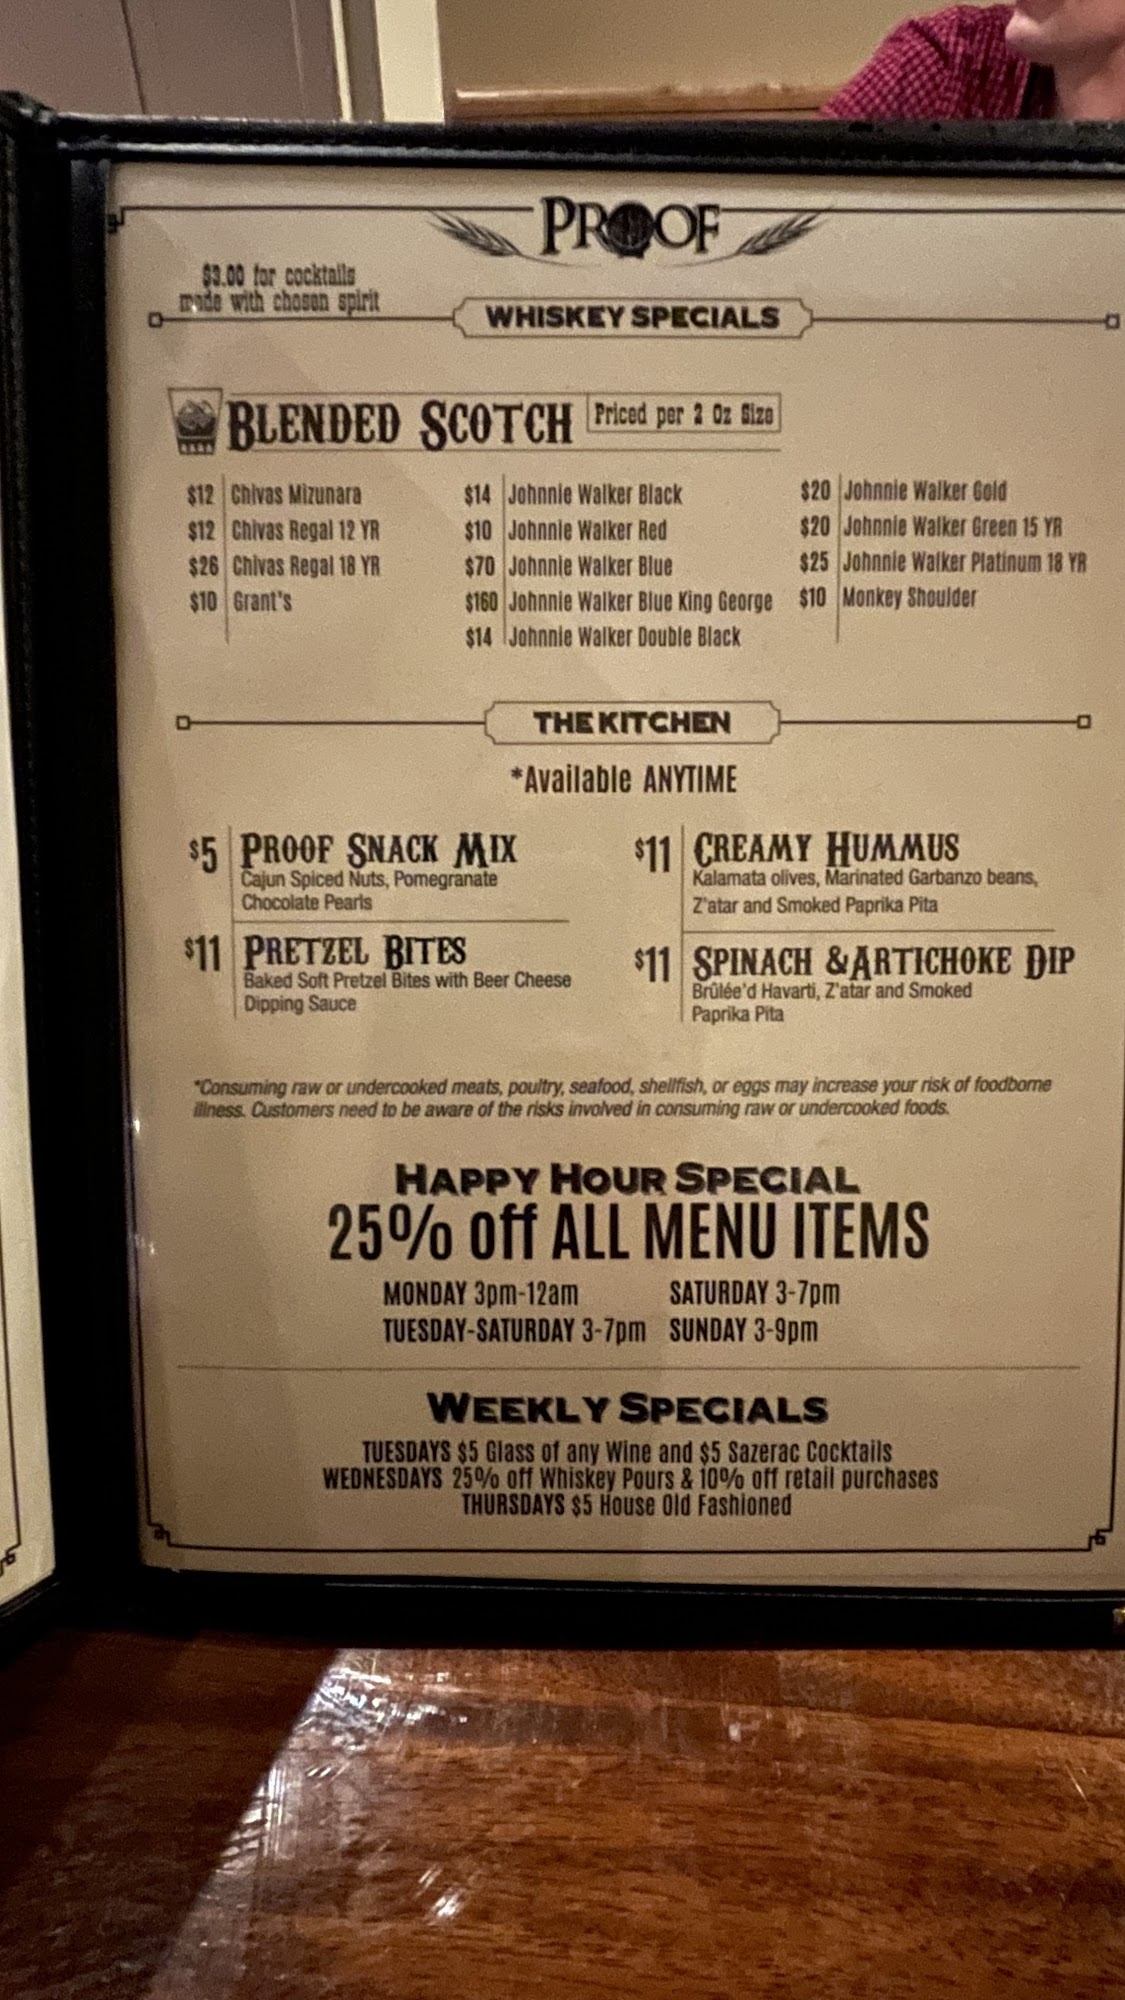 PROOF
$3.00 for cocktails
made with chosen spirit
WHISKEY SPECIALS
BLENDED SCOTCH Priced per 2 Oz Size
$12 Chivas Mizunara
$12 Chivas Regal 12 YR
$26 Chivas Regal 18 YR
$10 Grant's
$14 Johnnie Walker Black
$10 Johnnie Walker Red
$70 Johnnie Walker Blue
$160 Johnnie Walker Blue King George
$14 Johnnie Walker Double Black
$20 Johnnie Walker Gold
$20 Johnnie Walker Green 15 YR
$25 Johnnie Walker Platinum 18 YR
$10 Monkey Shoulder
THE KITCHEN
*Available ANYTIME
$5 PROOF SNACK MIX
Cajun Spiced Nuts, Pomegranate
Chocolate Pearls
$11 PRETZEL BITES
Baked Soft Pretzel Bites with Beer Cheese
Dipping Sauce
$11 CREAMY HUMMUS
Kalamata olives, Marinated Garbanzo beans,
Z'atar and Smoked Paprika Pita
$11 SPINACH & ARTICHOKE DIP
Brûlée'd Havarti, Z'atar and Smoked
Paprika Pita
*Consuming raw or undercooked meats, poultry, seafood, shellfish, or eggs may increase your risk of foodborne
illness. Customers need to be aware of the risks involved in consuming raw or undercooked foods.
HAPPY HOUR SPECIAL
25% off ALL MENU ITEMS
MONDAY 3pm-12am SATURDAY 3-7pm
TUESDAY-SATURDAY 3-7pm SUNDAY 3-9pm
WEEKLY SPECIALS
TUESDAYS $5 Glass of any Wine and $5 Sazerac Cocktails
WEDNESDAYS 25% off Whiskey Pours & 10% off retail purchases
THURSDAYS $5 House Old Fashioned